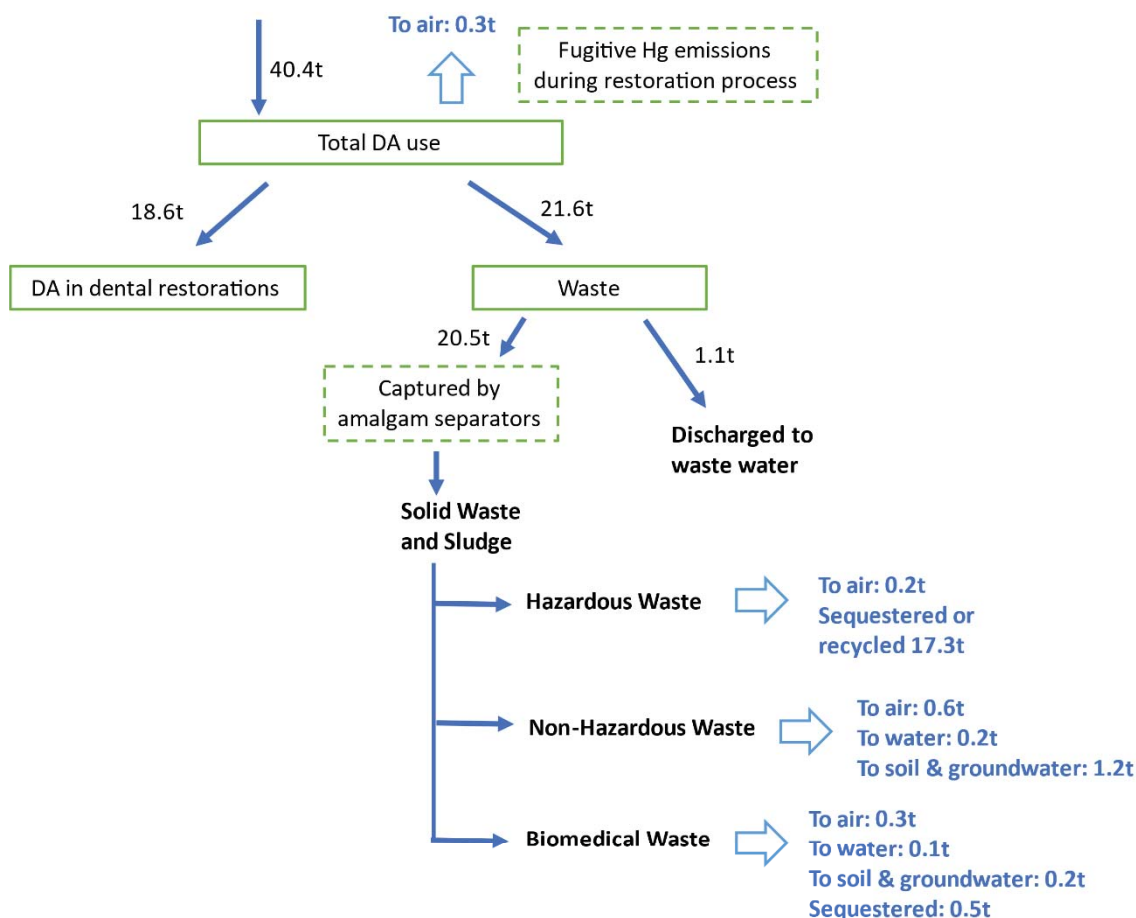 To air: 0.3t
Fugitive Hg emissions
during restoration process
40.4t
Total DA use
18.6t
21.6t
DA in dental restorations
Waste
20.5t
1.1t
Captured by
amalgam separators
Discharged to
waste water
Solid Waste
and Sludge
Hazardous Waste
To air: 0.2t
Sequestered or
recycled 17.3t
Non-Hazardous Waste
To air: 0.6t
To water: 0.2t
To soil & groundwater: 1.2t
Biomedical Waste
To air: 0.3t
To water: 0.1t
To soil & groundwater: 0.2t
Sequestered: 0.5t